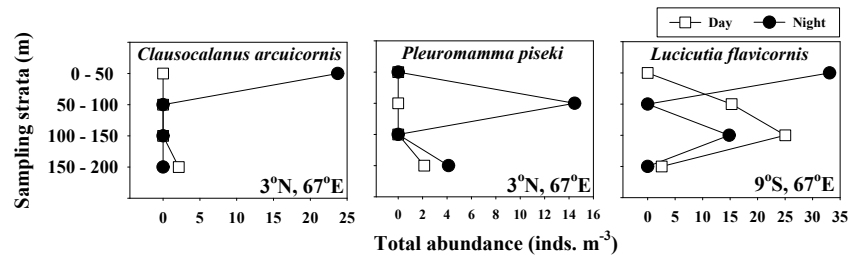 Day Night
Clausocalanus arcuicornis Pleuromamma piseki Lucicutia flavicornis
Sampling strata (m)
0 - 50
50 - 100
100 - 150
150 - 200
3°N, 67°E 3°N, 67°E 9°S, 67°E
0 5 10 15 20 25 0 2 4 6 8 10 12 14 16 0 5 10 15 20 25 30 35
Total abundance (inds. m⁻³)